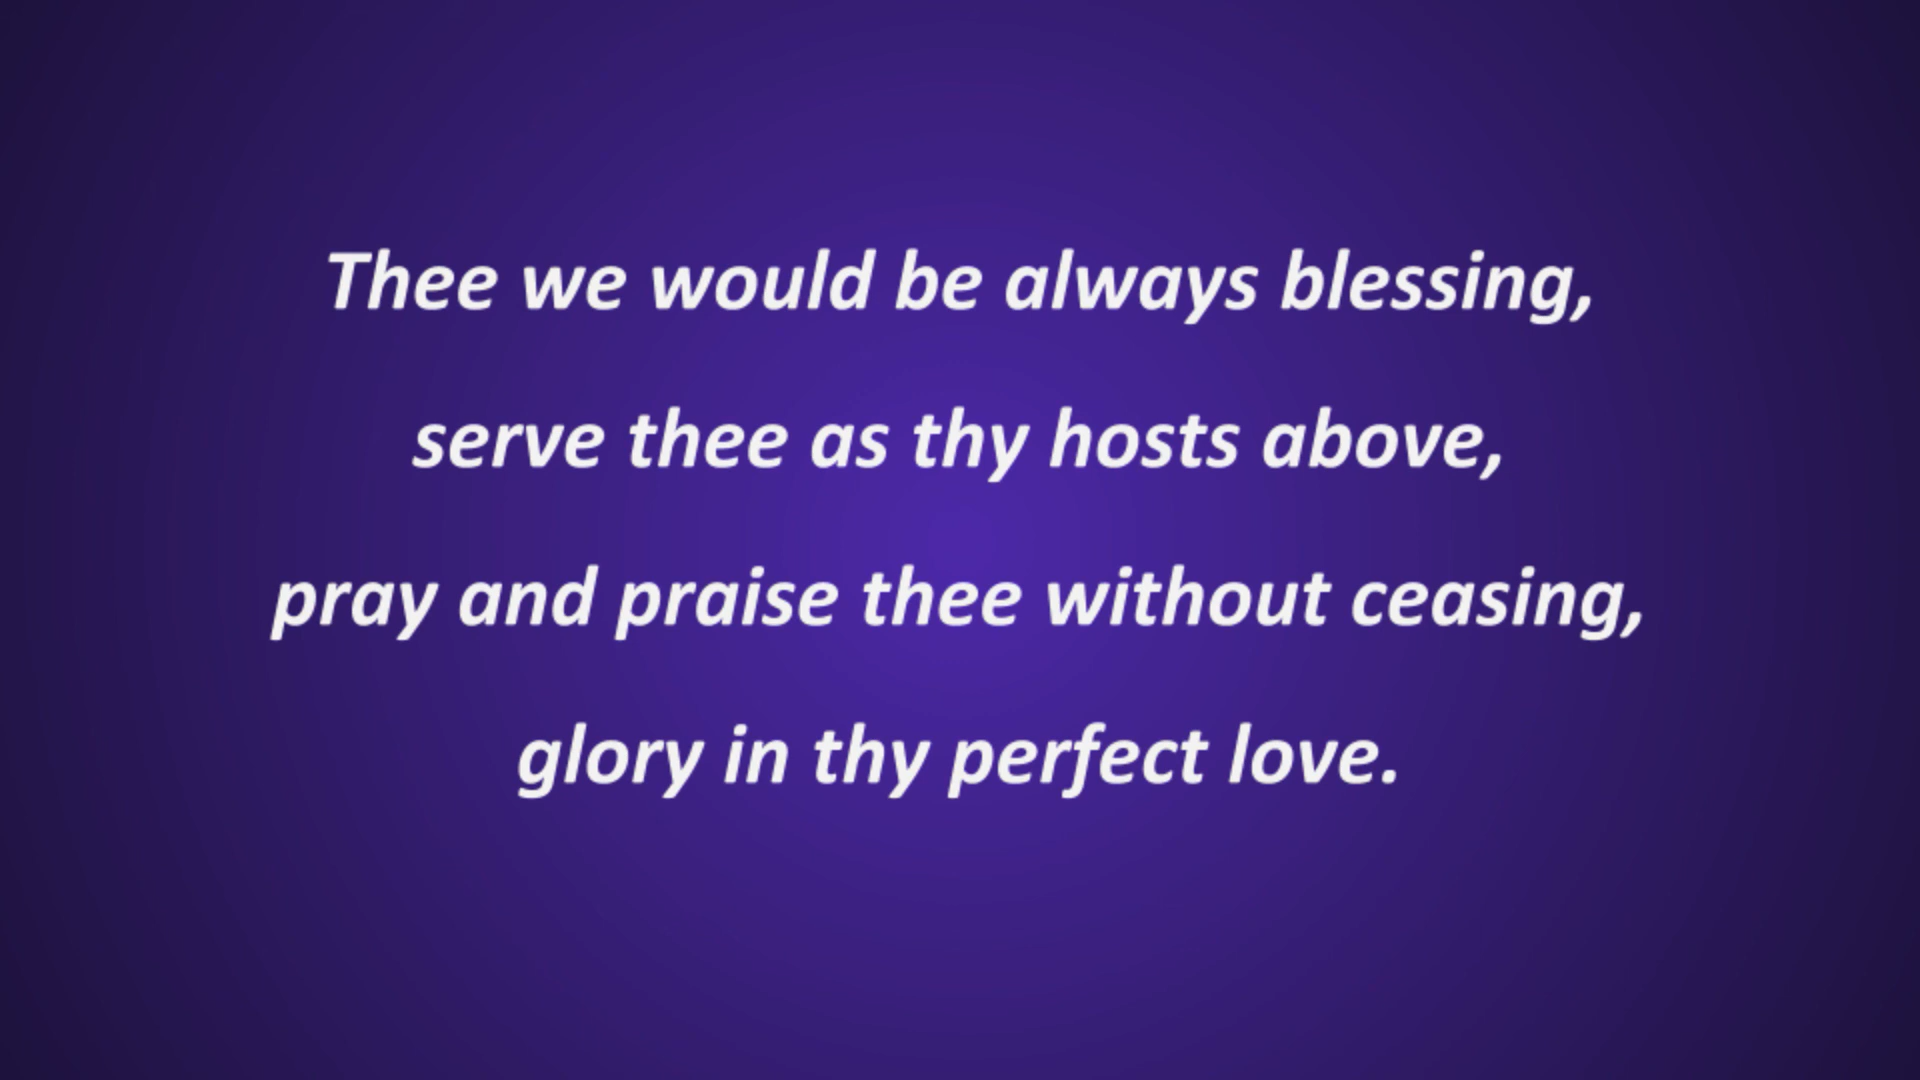 Thee we would be always blessing,
serve thee as thy hosts above,
pray and praise thee without ceasing,
glory in thy perfect love.